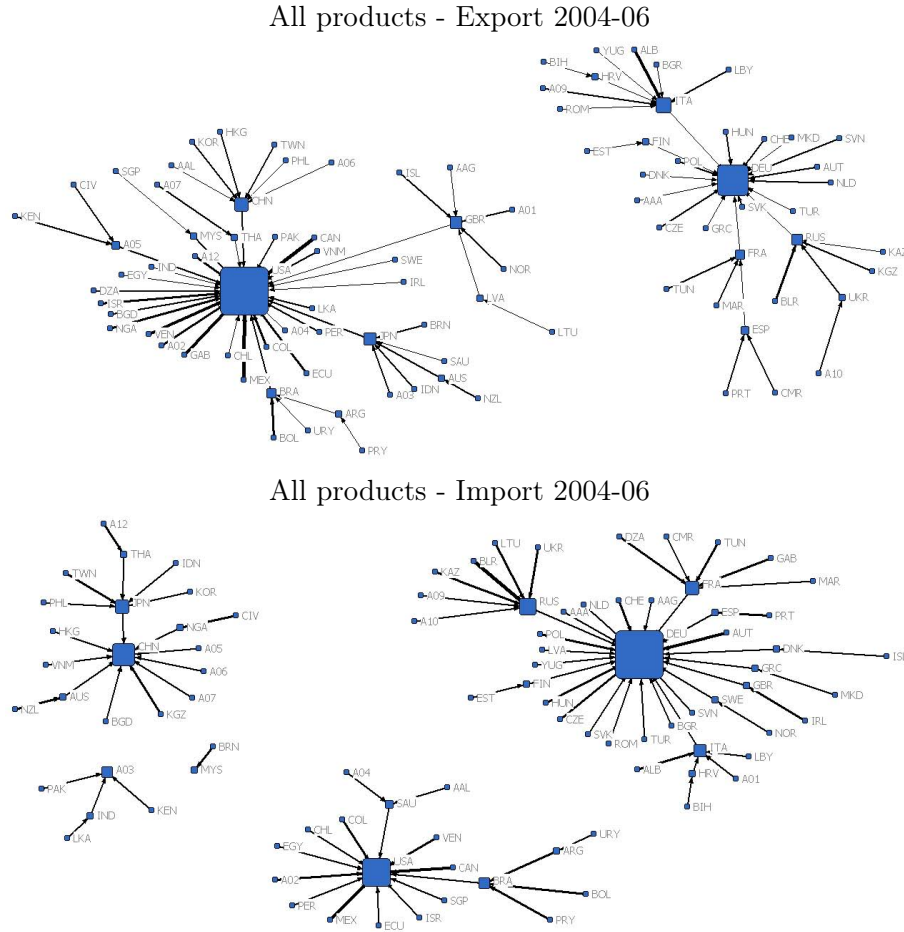 All products - Export 2004-06
YUG
ALB
BIH
BGR
HRV
LBY
A09
ITA
ROM
HKG
KOR
TWN
HUN
CHE
MKD
SVN
EST
FIN
PHL
A06
SGP
AAL
AAG
ISL
POL
DEU
AUT
CIV
A07
DNK
NLD
CHN
AAA
SVK
TUR
KEN
A01
GBR
CZE
GRC
MYS
THA
PAK
CAN
RUS
A05
A12
VNM
KAZ
FRA
IND
USA
SWE
NOR
KGZ
EGY
TUN
DZA
IRL
LVA
MAR
BLR
UKR
ISR
LKA
BGD
NGA
VEN
A04
PER
BRN
LTU
ESP
A02
COL
JPN
GAB
CHL
SAU
MEX
ECU
AUS
A10
BRA
A03
IDN
NZL
PRT
CMR
ARG
BOL
URY
PRY
All products - Import 2004-06
A12
LTU
UKR
DZA
CMR
TUN
THA
BLR
GAB
TWN
IDN
KAZ
FRA
MAR
KOR
A09
RUS
NLD
CHE
AAG
PHL
JPN
AAA
ESP
PRT
CIV
A10
HKG
NGA
POL
DEU
AUT
CHN
A05
LVA
DNK
ISL
VNM
A06
YUG
GRC
FIN
GBR
MKD
AUS
A07
EST
HUN
SWE
NZL
KGZ
CZE
SVN
IRL
BGD
SVK
BGR
NOR
ROM
TUR
BRN
ITA
MYS
LBY
A03
ALB
HRV
A01
PAK
A04
AAL
KEN
BIH
IND
SAU
LKA
COL
CHL
VEN
URY
EGY
USA
ARG
CAN
A02
BRA
BOL
PER
SGP
MEX
ECU
ISR
PRY